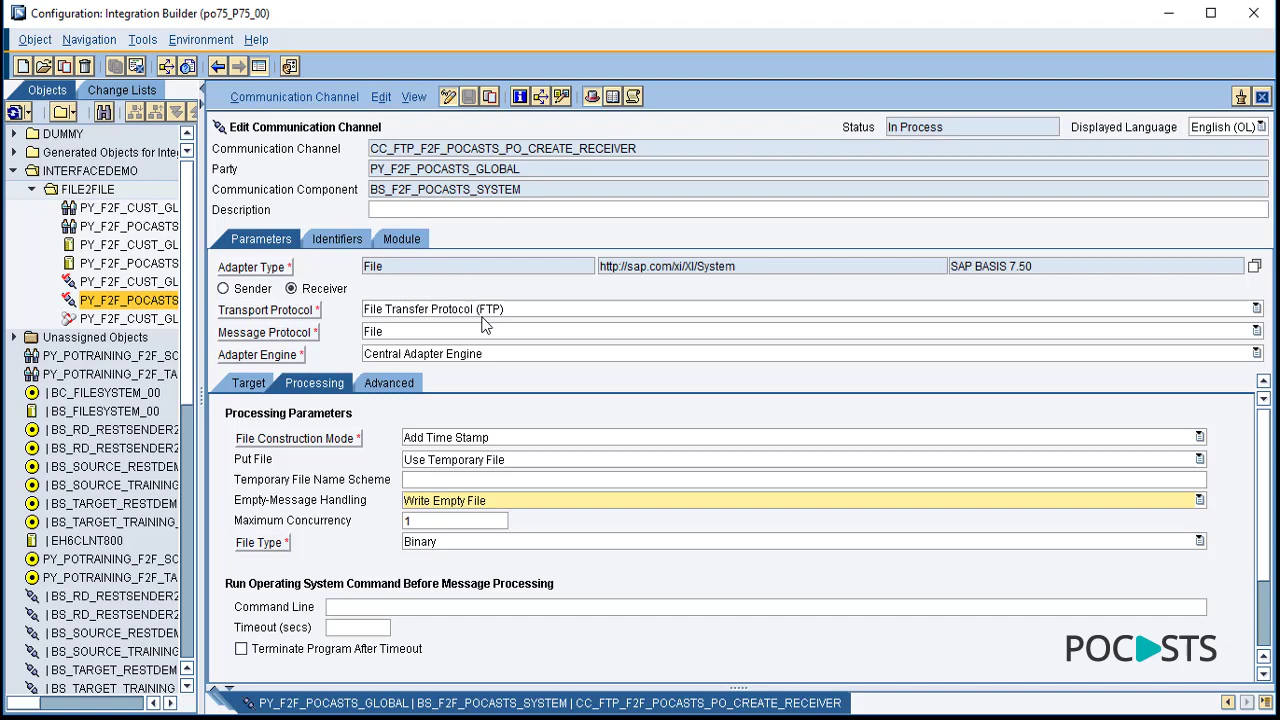 Configuration: Integration Builder (po75_P75_00)
Object Navigation Tools Environment Help
Objects Change Lists
DUMMY
Generated Objects for Inte
INTERFACEDEMO
FILE2FILE
PY_F2F_CUST_GL
PY_F2F_POCASTS
PY_F2F_CUST_GL
PY_F2F_POCASTS
PY_F2F_CUST_GL
PY_F2F_POCASTS
PY_F2F_CUST_GL
Unassigned Objects
PY_POTRAINING_F2F_SO
PY_POTRAINING_F2F_TA
| BC_FILESYSTEM_00
| BS_FILESYSTEM_00
| BS_RD_RESTSENDER2
| BS_RD_RESTSENDER2
| BS_SOURCE_RESTDEM
| BS_SOURCE_TRAINING
| BS_TARGET_RESTDEM
| BS_TARGET_TRAINING_
EH6CLNT800
PY_POTRAINING_F2F_SO
PY_POTRAINING_F2F_TA
| BS_RD_RESTSENDER2
| BS_RD_RESTSENDER2
| BS_SOURCE_RESTDEM
| BS_SOURCE_TRAINING
| BS_TARGET_RESTDEM
| BS_TARGET_TRAINING
Communication Channel Edit View
Edit Communication Channel Status In Process Displayed Language English (OL)
Communication Channel CC_FTP_F2F_POCASTS_PO_CREATE_RECEIVER
Party PY_F2F_POCASTS_GLOBAL
Communication Component BS_F2F_POCASTS_SYSTEM
Description
Parameters Identifiers Module
Adapter Type * File http://sap.com/xi/XI/System SAP BASIS 7.50
Sender Receiver
Transport Protocol * File Transfer Protocol (FTP)
Message Protocol * File
Adapter Engine * Central Adapter Engine
Target Processing Advanced
Processing Parameters
File Construction Mode * Add Time Stamp
Put File Use Temporary File
Temporary File Name Scheme
Empty-Message Handling Write Empty File
Maximum Concurrency 1
File Type * Binary
Run Operating System Command Before Message Processing
Command Line
Timeout (secs)
Terminate Program After Timeout
POCASTS
PY_F2F_POCASTS_GLOBAL | BS_F2F_POCASTS_SYSTEM | CC_FTP_F2F_POCASTS_PO_CREATE_RECEIVER